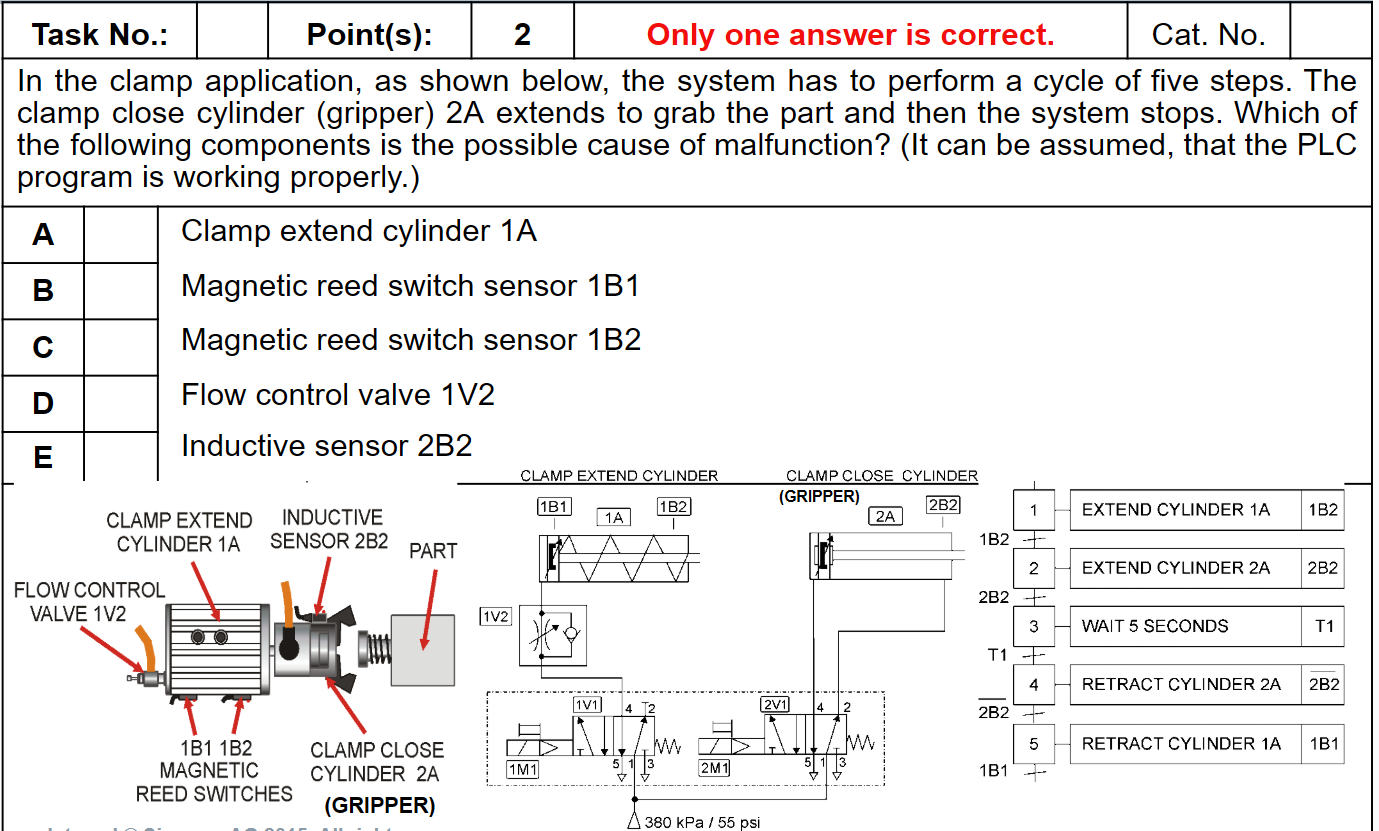 Task No.: Point(s): 2 Only one answer is correct. Cat. No.
In the clamp application, as shown below, the system has to perform a cycle of five steps. The
clamp close cylinder (gripper) 2A extends to grab the part and then the system stops. Which of
the following components is the possible cause of malfunction? (It can be assumed, that the PLC
program is working properly.)
A Clamp extend cylinder 1A
B Magnetic reed switch sensor 1B1
C Magnetic reed switch sensor 1B2
D Flow control valve 1V2
E Inductive sensor 2B2
CLAMP EXTEND
CYLINDER 1A
INDUCTIVE
SENSOR 2B2
PART
FLOW CONTROL
VALVE 1V2
1B1 1B2
MAGNETIC
REED SWITCHES
CLAMP CLOSE
CYLINDER 2A
(GRIPPER)
CLAMP EXTEND CYLINDER
1B1
1A
1B2
1V2
1V1
4 2
1M1
5 1 3
CLAMP CLOSE CYLINDER
(GRIPPER)
2A
2B2
2V1
4 2
2M1
5 1 3
380 kPa / 55 psi
1 EXTEND CYLINDER 1A 1B2
1B2
2 EXTEND CYLINDER 2A 2B2
2B2
3 WAIT 5 SECONDS T1
T1
4 RETRACT CYLINDER 2A 2B2
2B2
5 RETRACT CYLINDER 1A 1B1
1B1